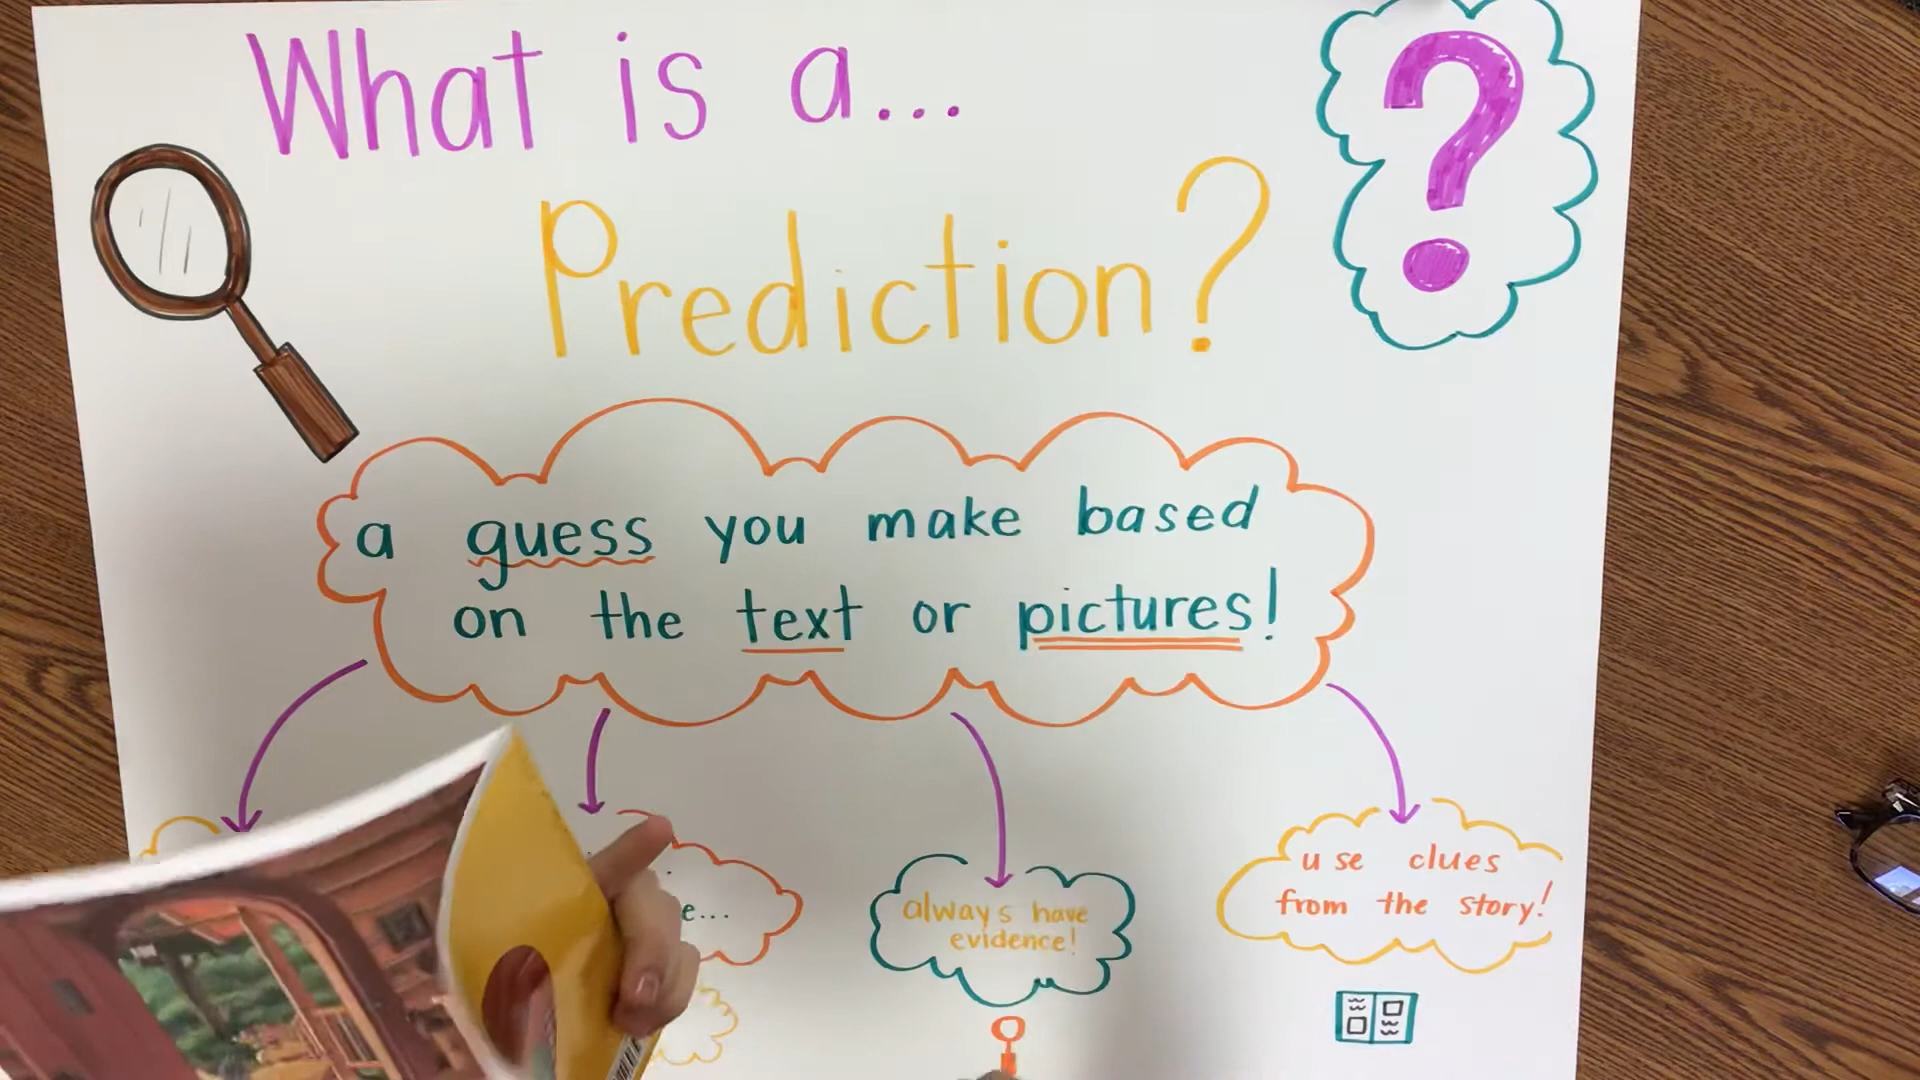 What is a...
Prediction?
?
a guess you make based
on the text or pictures!
always have
evidence!
use clues
from the story!